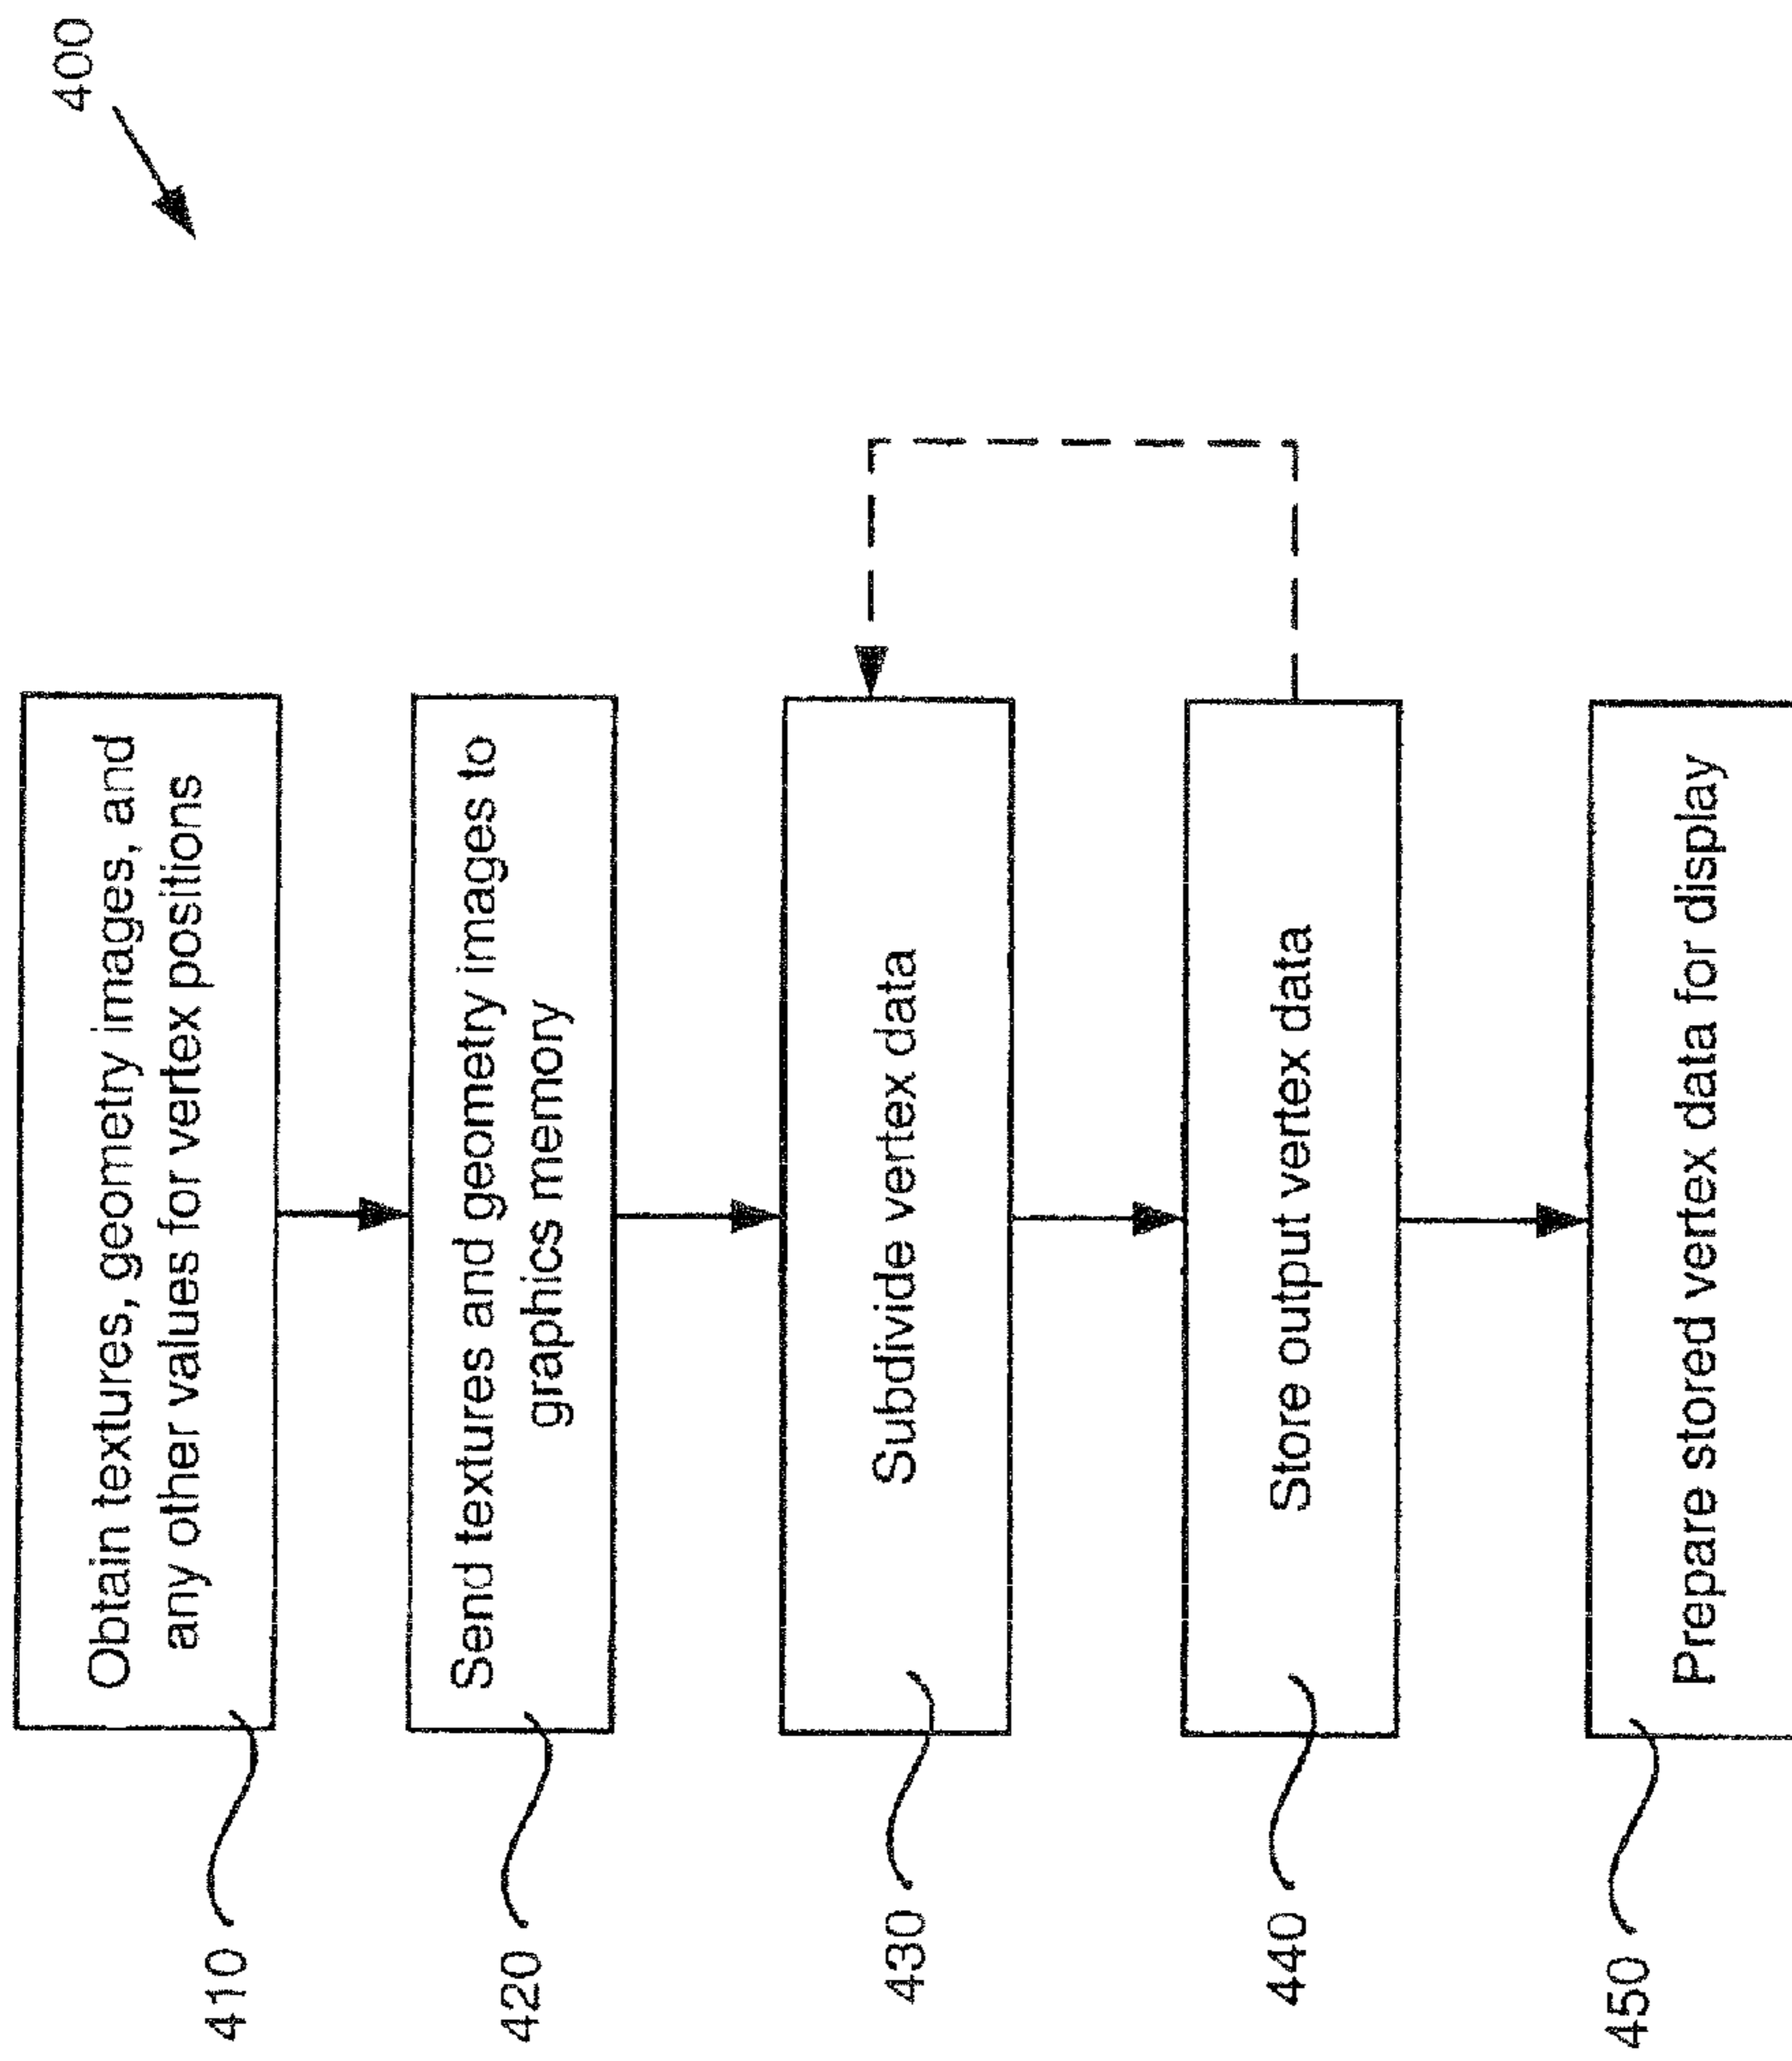 400
410
Obtain textures, geometry images, and
any other values for vertex positions
420
Send textures and geometry images to
graphics memory
430
Subdivide vertex data
440
Store output vertex data
450
Prepare stored vertex data for display